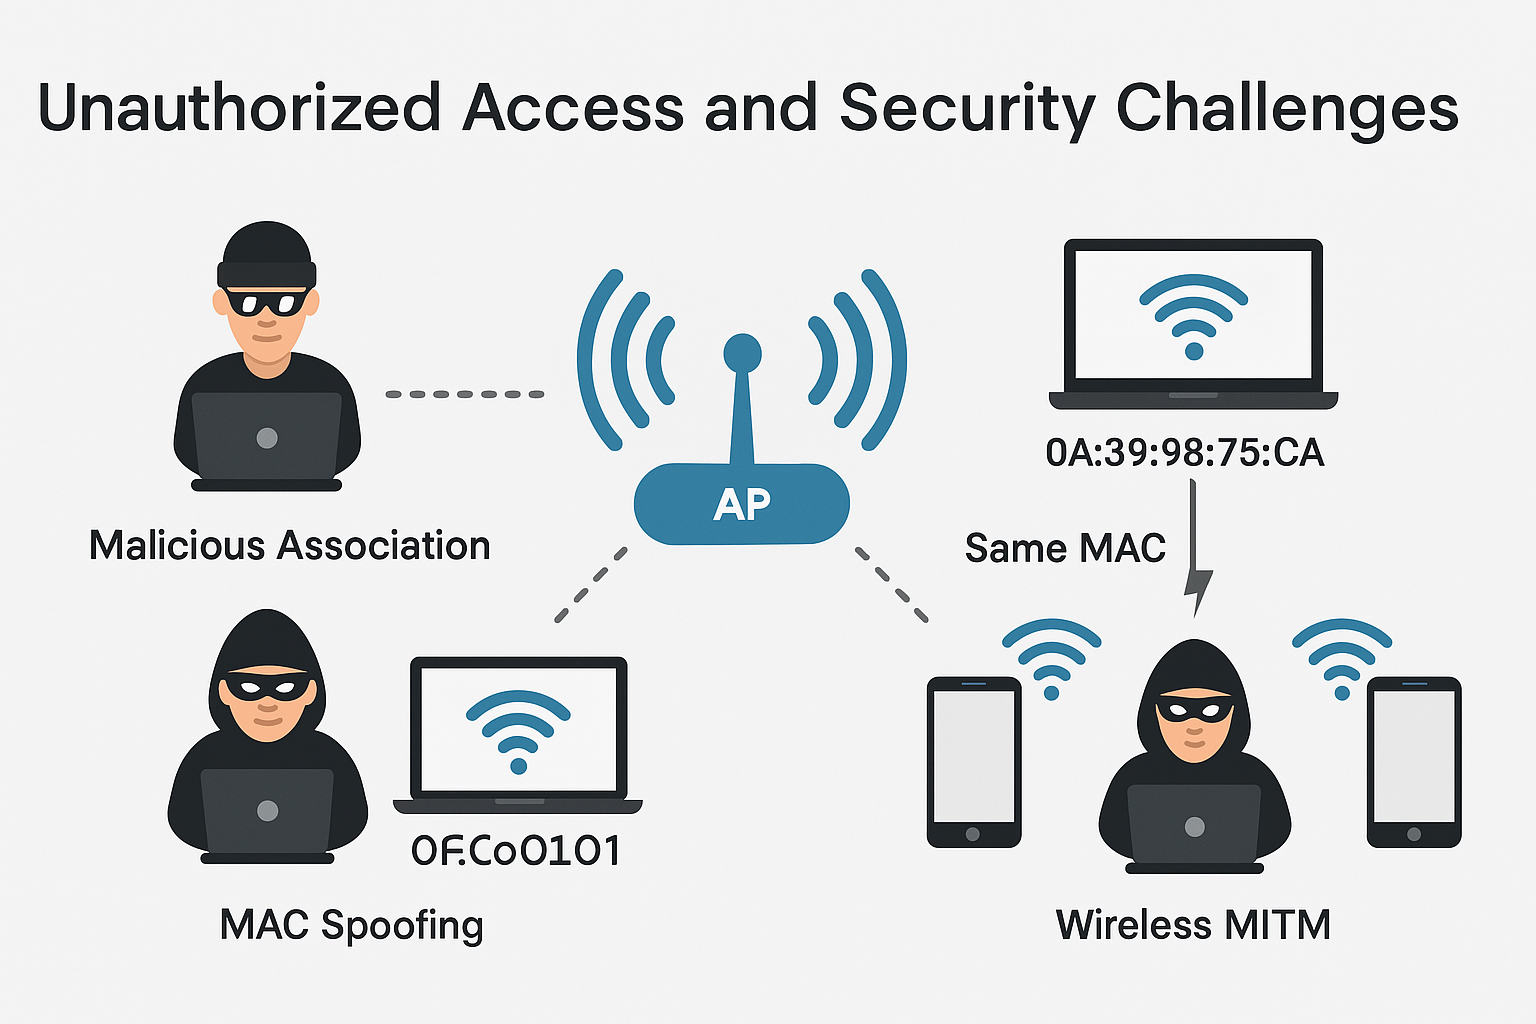 Unauthorized Access and Security Challenges
AP
0A:39:98:75:CA
Malicious Association
Same MAC
0F.Co0101
MAC Spoofing
Wireless MITM